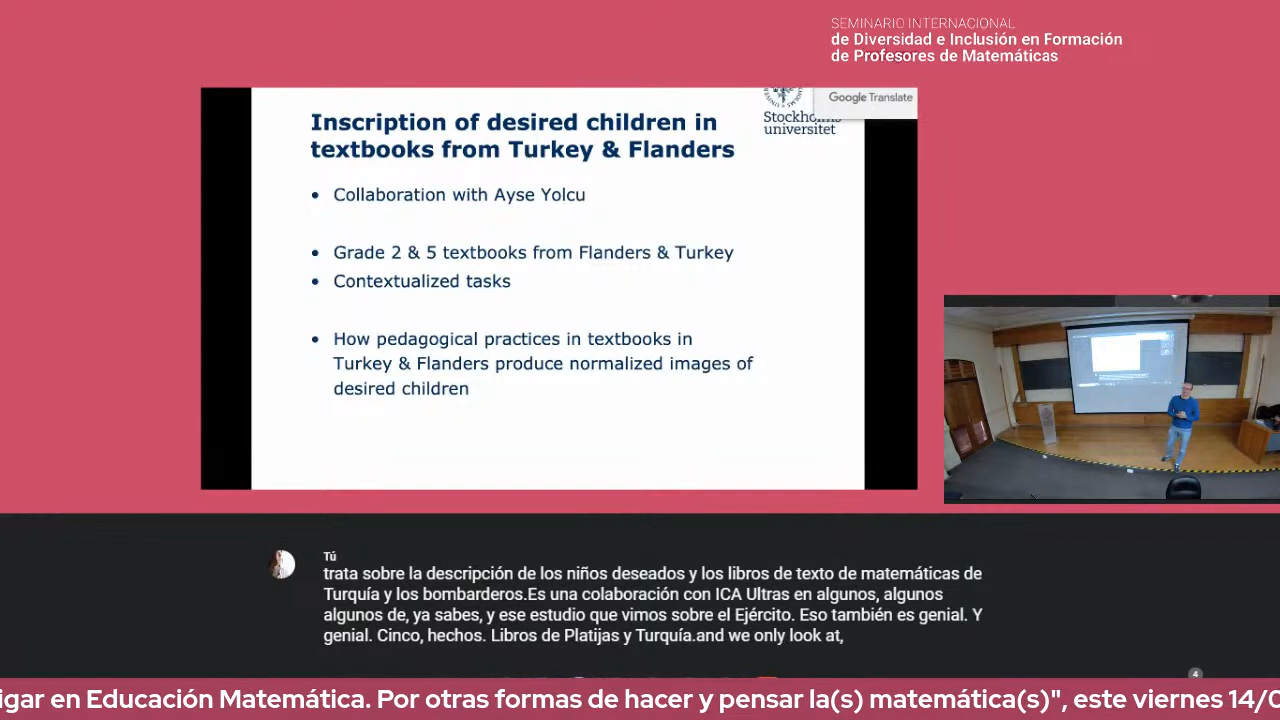 SEMINARIO INTERNACIONAL
de Diversidad e Inclusión en Formación
de Profesores de Matemáticas
Google Translate
Stockholms
universitet
Inscription of desired children in
textbooks from Turkey & Flanders
• Collaboration with Ayse Yolcu
• Grade 2 & 5 textbooks from Flanders & Turkey
• Contextualized tasks
• How pedagogical practices in textbooks in
Turkey & Flanders produce normalized images of
desired children
Tú
trata sobre la descripción de los niños deseados y los libros de texto de matemáticas de
Turquía y los bombarderos.Es una colaboración con ICA Ultras en algunos, algunos
algunos de, ya sabes, y ese estudio que vimos sobre el Ejército. Eso también es genial. Y
genial. Cinco, hechos. Libros de Platijas y Turquía.and we only look at,
4
igar en Educación Matemática. Por otras formas de hacer y pensar la(s) matemática(s)", este viernes 14/0